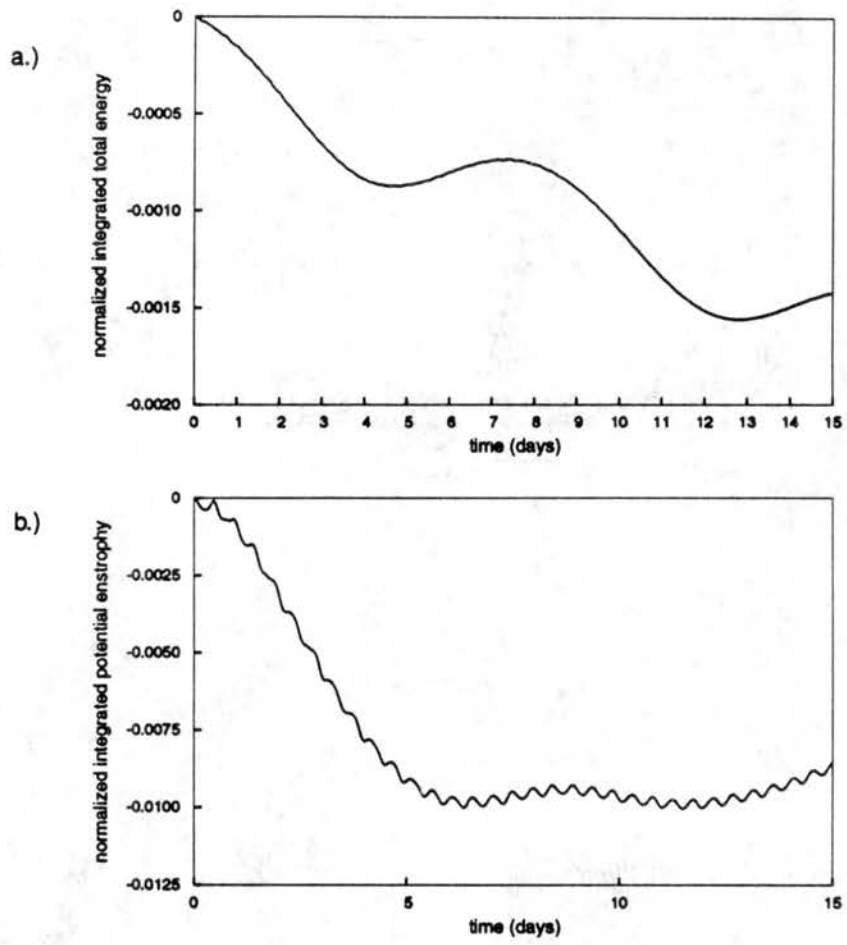 a.)
normalized integrated total energy
0
-0.0005
-0.0010
-0.0015
-0.0020
0 1 2 3 4 5 6 7 8 9 10 11 12 13 14 15
time (days)
b.)
normalized integrated potential enstrophy
0
-0.0025
-0.0050
-0.0075
-0.0100
-0.0125
0 5 10 15
time (days)